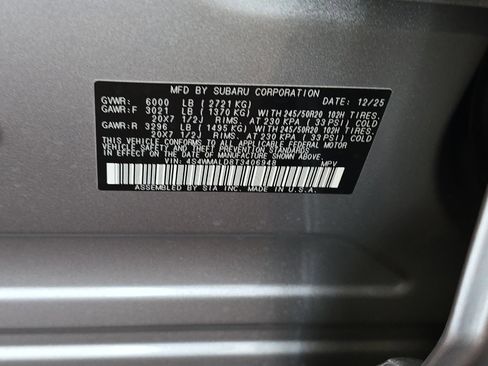 MFD BY SUBARU CORPORATION
GVWR: 6000 LB (2721 KG) DATE: 12/25
GAWR:F 3021 LB (1370 KG) WITH 245/50R20 102H TIRES,
20X7 1/2J RIMS, AT 230 KPA (33 PSI) COLD
GAWR:R 3296 LB (1495 KG) WITH 245/50R20 102H TIRES,
20X7 1/2J RIMS, AT 230 KPA (33 PSI) COLD
THIS VEHICLE CONFORMS TO ALL APPLICABLE FEDERAL MOTOR
VEHICLE SAFETY, BUMPER, AND THEFT PREVENTION STANDARDS
IN EFFECT ON THE DATE OF MANUFACTURE SHOWN ABOVE.
VIN: 4S4WMALD8T3406948 MPV
ASSEMBLED BY SIA INC. MADE IN U.S.A.